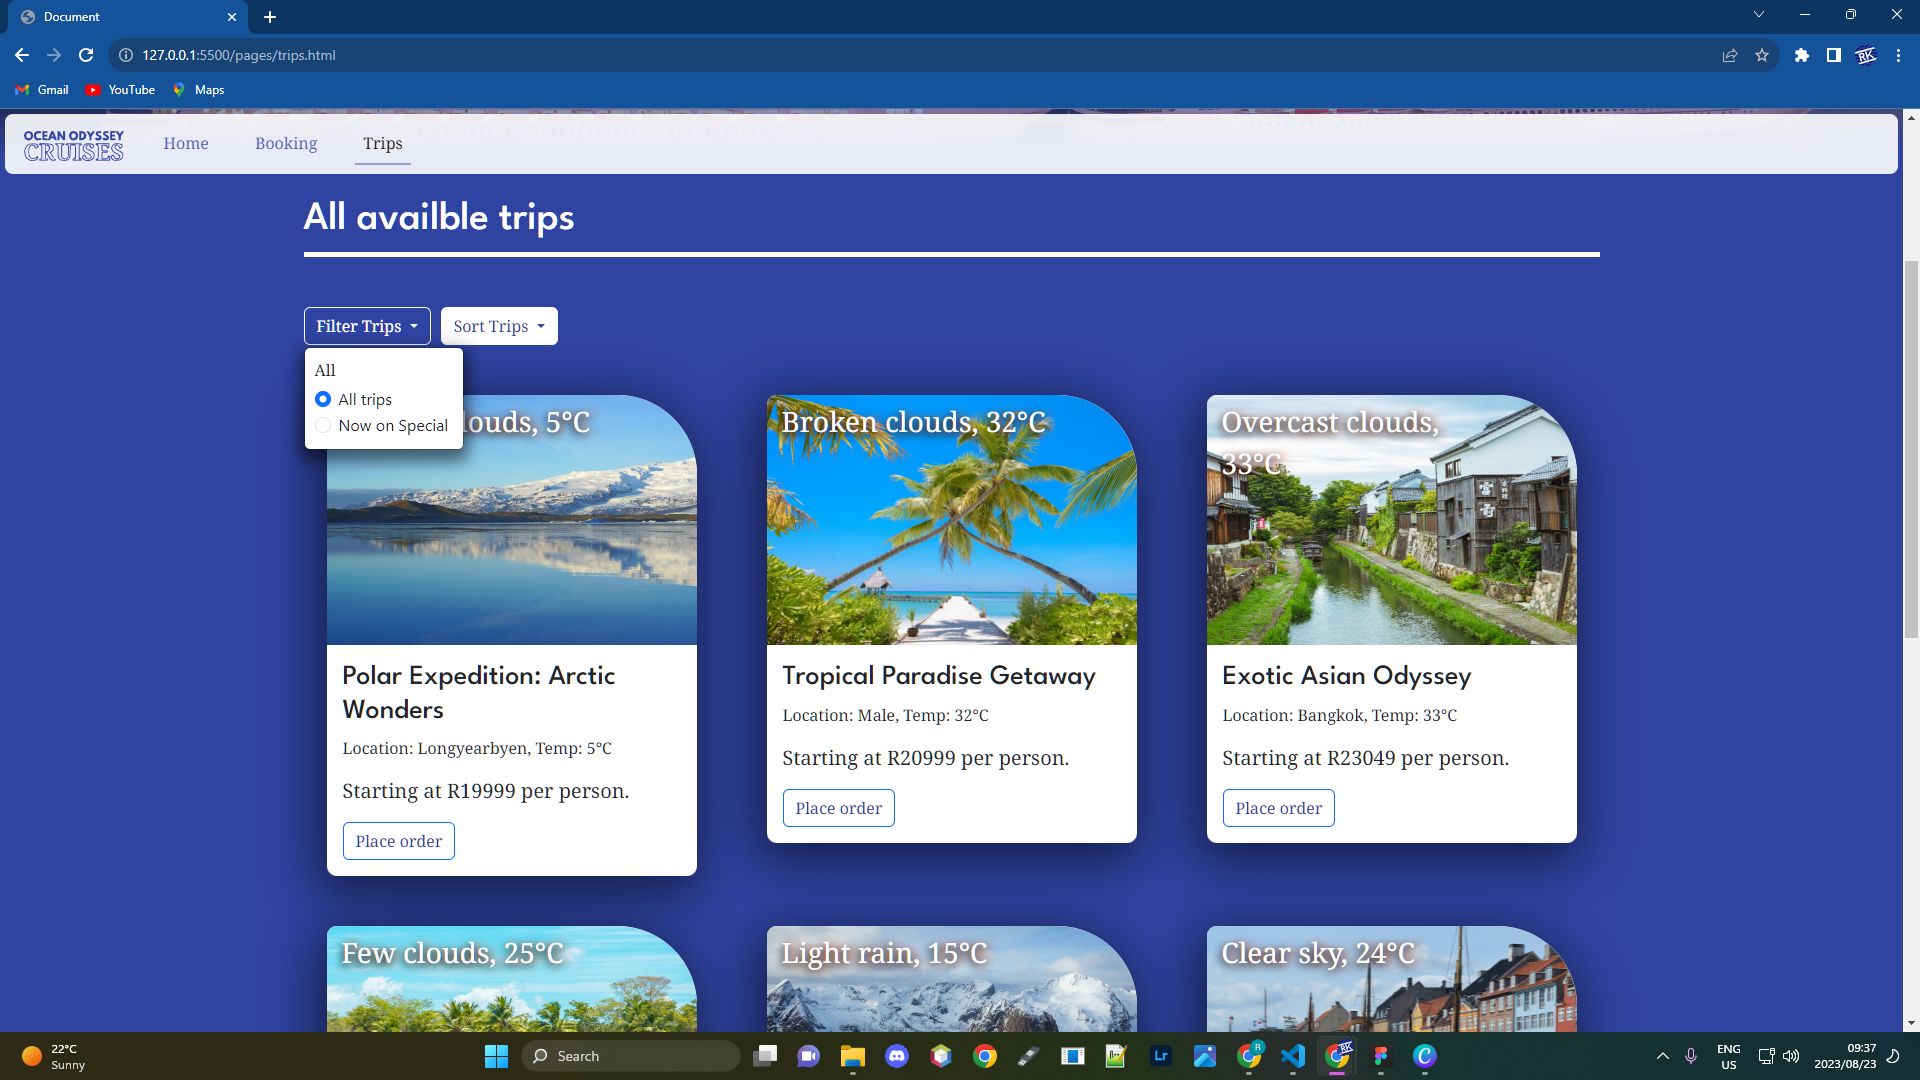 Document
127.0.0.1:5500/pages/trips.html
RK
Gmail
YouTube
Maps
OCEAN ODYSSEY
CRUISES
Home
Booking
Trips
All availble trips
Filter Trips
Sort Trips
All
All trips
Now on Special
louds, 5°C
Broken clouds, 32°C
Overcast clouds,
33°C
Polar Expedition: Arctic
Wonders
Location: Longyearbyen, Temp: 5°C
Starting at R19999 per person.
Place order
Tropical Paradise Getaway
Location: Male, Temp: 32°C
Starting at R20999 per person.
Place order
Exotic Asian Odyssey
Location: Bangkok, Temp: 33°C
Starting at R23049 per person.
Place order
Few clouds, 25°C
Light rain, 15°C
Clear sky, 24°C
22°C
Sunny
Search
Lr
R
RK
ENG
US
09:37
2023/08/23